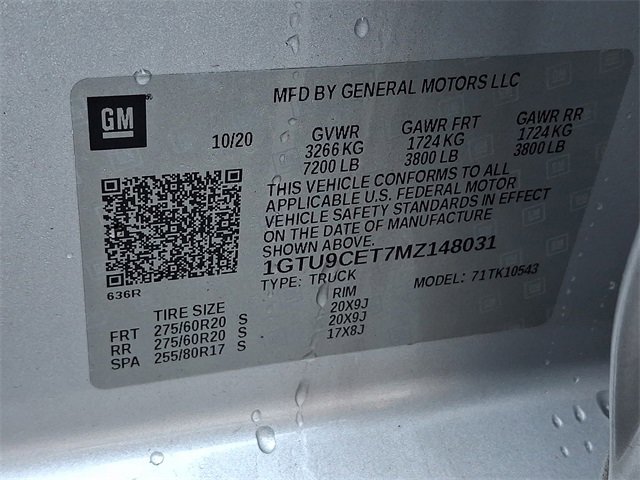 MFD BY GENERAL MOTORS LLC
GM
10/20
GVWR
3266 KG
7200 LB
GAWR FRT
1724 KG
3800 LB
GAWR RR
1724 KG
3800 LB
THIS VEHICLE CONFORMS TO ALL
APPLICABLE U.S. FEDERAL MOTOR
VEHICLE SAFETY STANDARDS IN EFFECT
ON THE DATE OF MANUFACTURE
SHOWN ABOVE.
1GTU9CET7MZ148031
TYPE: TRUCK
MODEL: 71TK10543
636R
TIRE SIZE
RIM
FRT 275/60R20 S 20X9J
RR 275/60R20 S 20X9J
SPA 255/80R17 S 17X8J